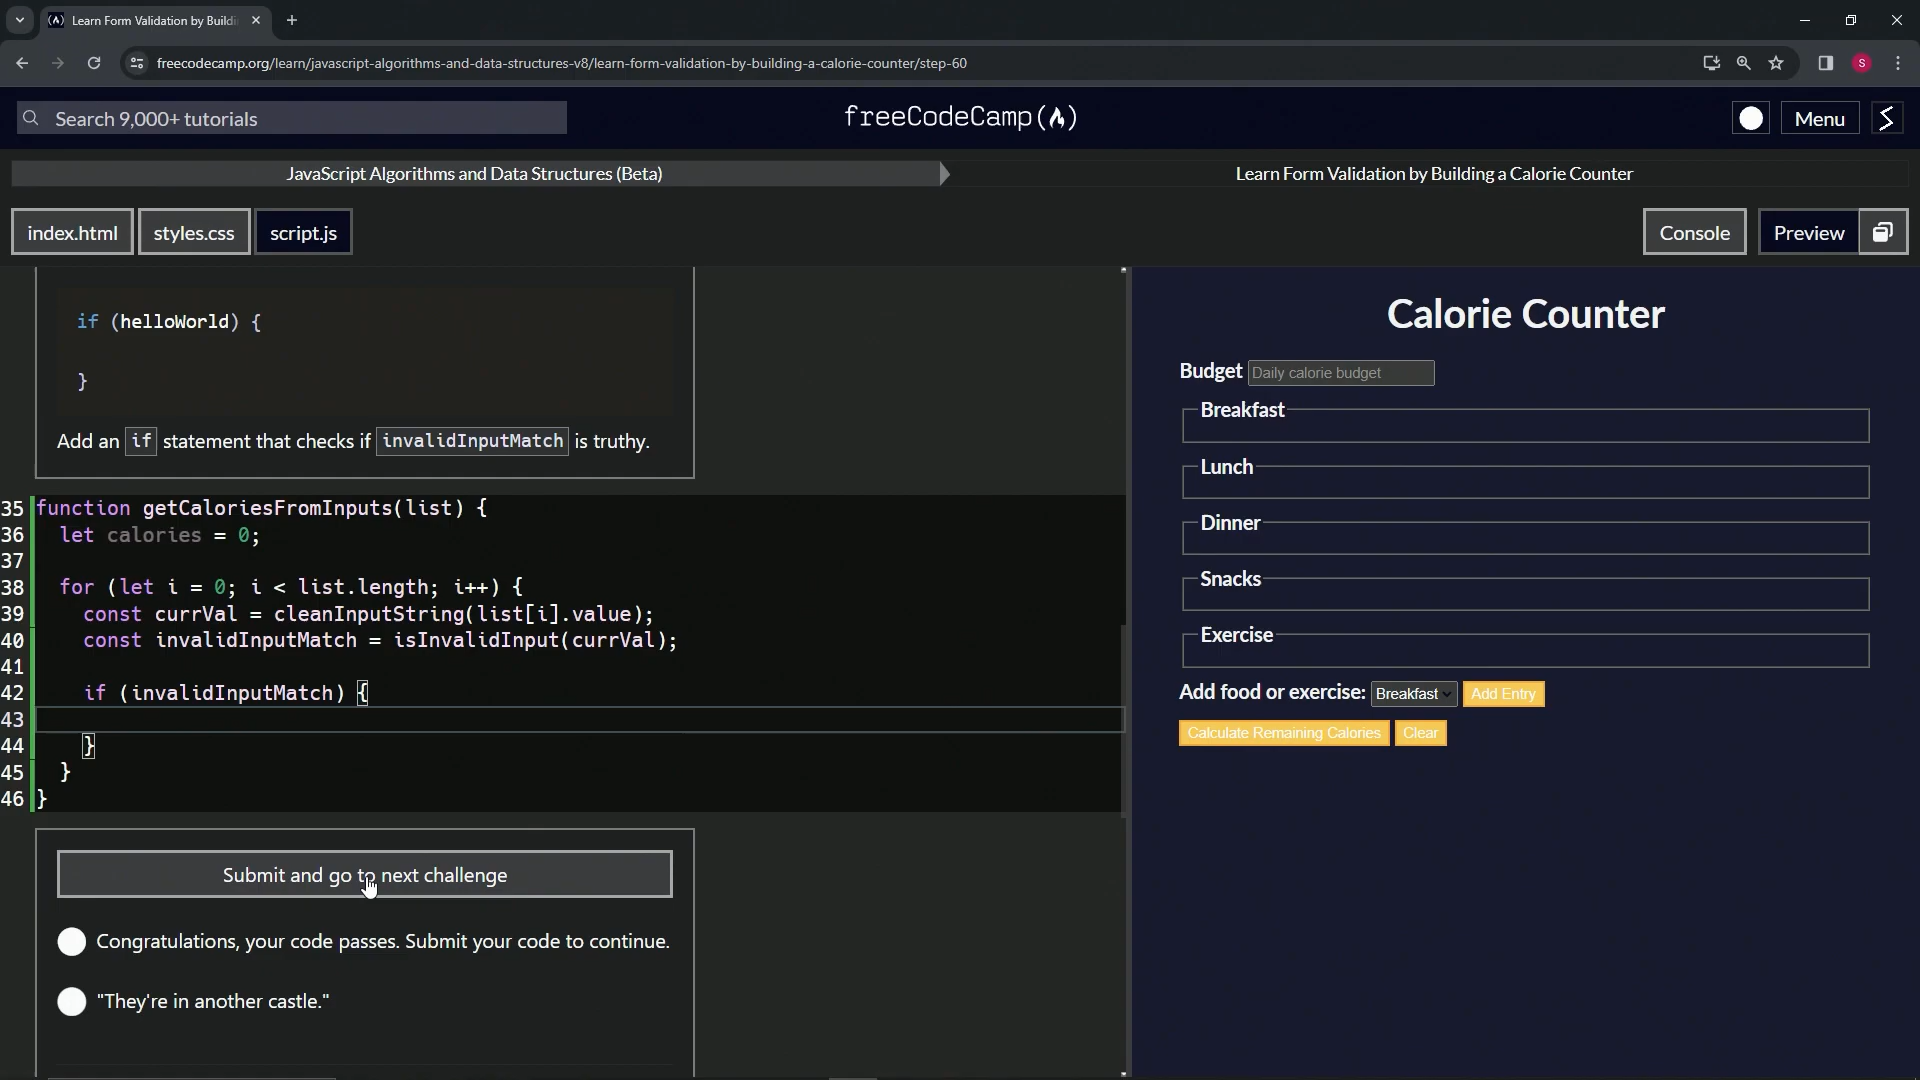 Learn Form Validation by Buildi
freecodecamp.org/learn/javascript-algorithms-and-data-structures-v8/learn-form-validation-by-building-a-calorie-counter/step-60
S
Search 9,000+ tutorials
freeCodeCamp
Menu
JavaScript Algorithms and Data Structures (Beta)
Learn Form Validation by Building a Calorie Counter
index.html
styles.css
script.js
Console
Preview
if (helloWorld) {
}
Add an if statement that checks if invalidInputMatch is truthy.
35 function getCaloriesFromInputs(list) {
36 let calories = 0;
37
38 for (let i = 0; i < list.length; i++) {
39 const currVal = cleanInputString(list[i].value);
40 const invalidInputMatch = isInvalidInput(currVal);
41
42 if (invalidInputMatch) {
43
44 }
45 }
46 }
Submit and go to next challenge
Congratulations, your code passes. Submit your code to continue.
"They're in another castle."
Calorie Counter
Budget Daily calorie budget
Breakfast
Lunch
Dinner
Snacks
Exercise
Add food or exercise: Breakfast Add Entry
Calculate Remaining Calories Clear